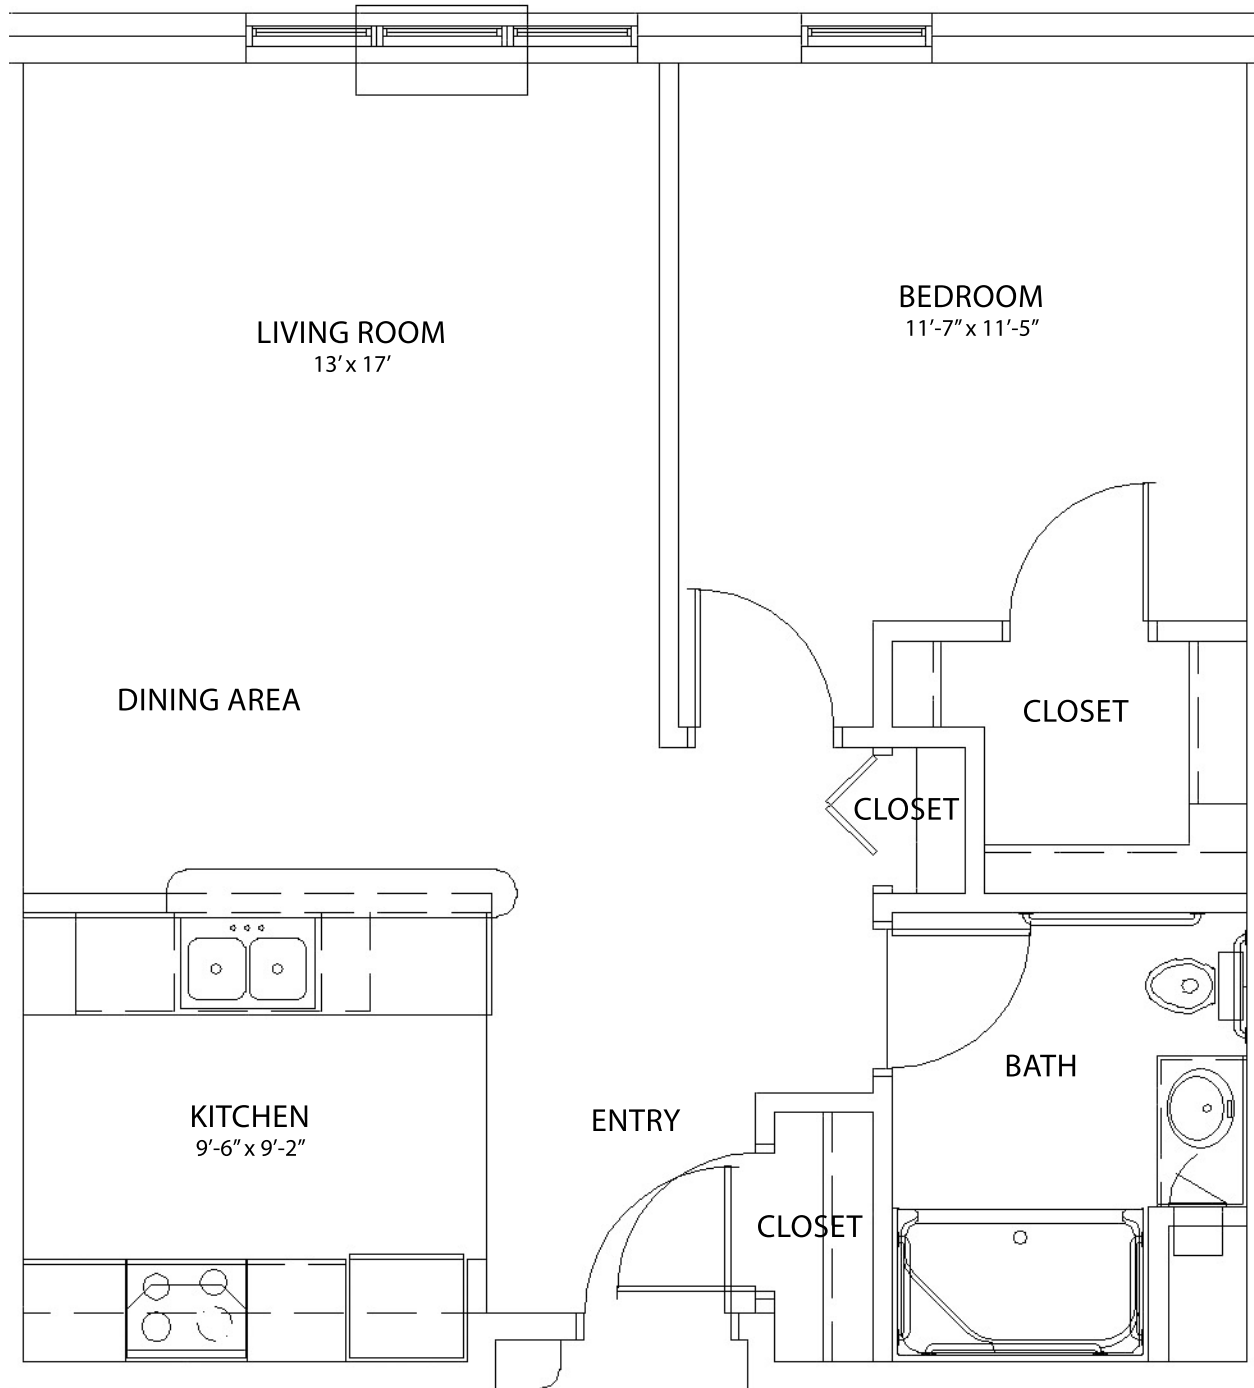 BEDROOM
11’-7” x 11’-5”
LIVING ROOM
13’ x 17’
DINING AREA
CLOSET
CLOSET
BATH
KITCHEN
9’-6” x 9’-2”
ENTRY
CLOSET